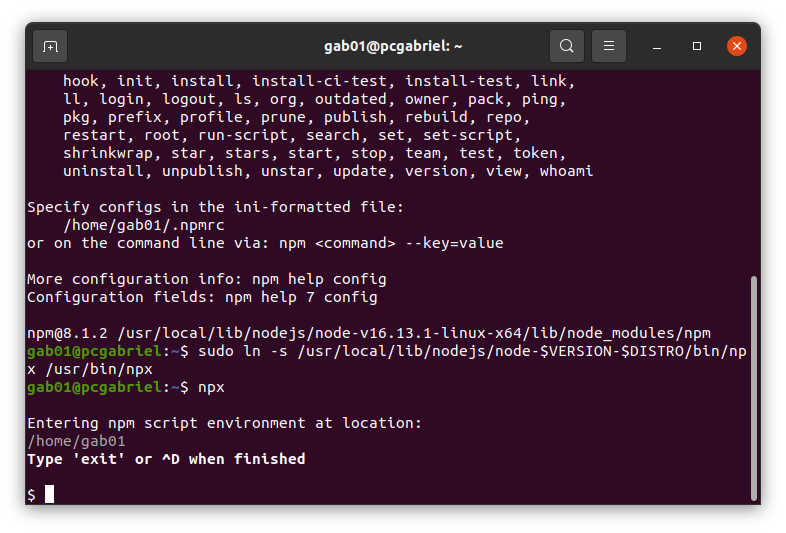 gab01@pcgabriel: ~
hook, init, install, install-ci-test, install-test, link,
ll, login, logout, ls, org, outdated, owner, pack, ping,
pkg, prefix, profile, prune, publish, rebuild, repo,
restart, root, run-script, search, set, set-script,
shrinkwrap, star, stars, start, stop, team, test, token,
uninstall, unpublish, unstar, update, version, view, whoami
Specify configs in the ini-formatted file:
/home/gab01/.npmrc
or on the command line via: npm <command> --key=value
More configuration info: npm help config
Configuration fields: npm help 7 config
npm@8.1.2 /usr/local/lib/nodejs/node-v16.13.1-linux-x64/lib/node_modules/npm
gab01@pcgabriel:~$ sudo ln -s /usr/local/lib/nodejs/node-$VERSION-$DISTRO/bin/np
x /usr/bin/npx
gab01@pcgabriel:~$ npx
Entering npm script environment at location:
/home/gab01
Type 'exit' or ^D when finished
$